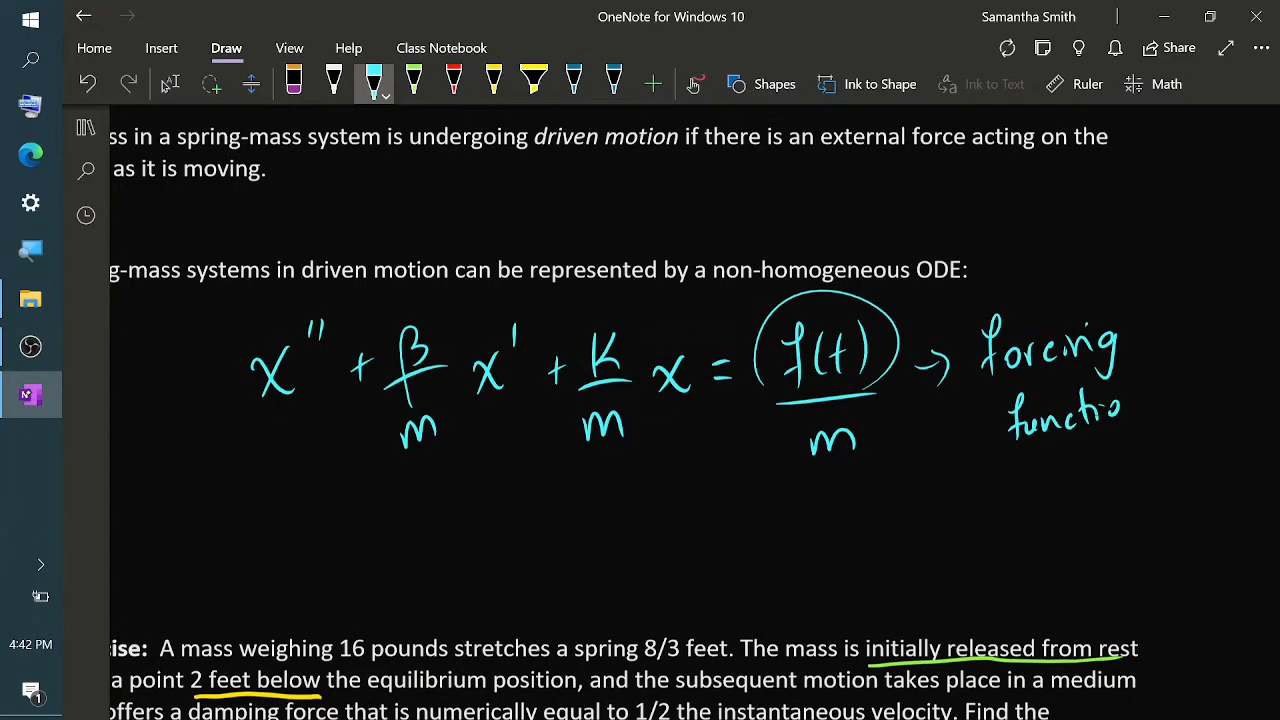 OneNote for Windows 10
Samantha Smith
Home Insert Draw View Help Class Notebook
Share
Shapes Ink to Shape Ink to Text Ruler Math
ss in a spring-mass system is undergoing driven motion if there is an external force acting on the
as it is moving.
g-mass systems in driven motion can be represented by a non-homogeneous ODE:
x'' + β/m x' + k/m x = f(t)/m → forcing
functio
ise: A mass weighing 16 pounds stretches a spring 8/3 feet. The mass is initially released from rest
a point 2 feet below the equilibrium position, and the subsequent motion takes place in a medium
offers a damping force that is numerically equal to 1/2 the instantaneous velocity. Find the
4:42 PM
1